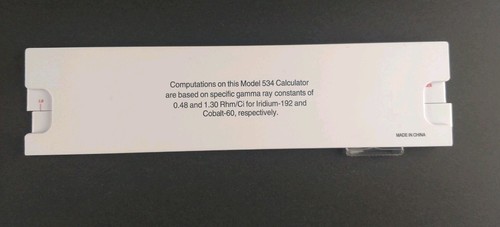 Computations on this Model 534 Calculator
are based on specific gamma ray constants of
0.48 and 1.30 Rhm/Ci for Iridium-192 and
Cobalt-60, respectively.
MADE IN CHINA